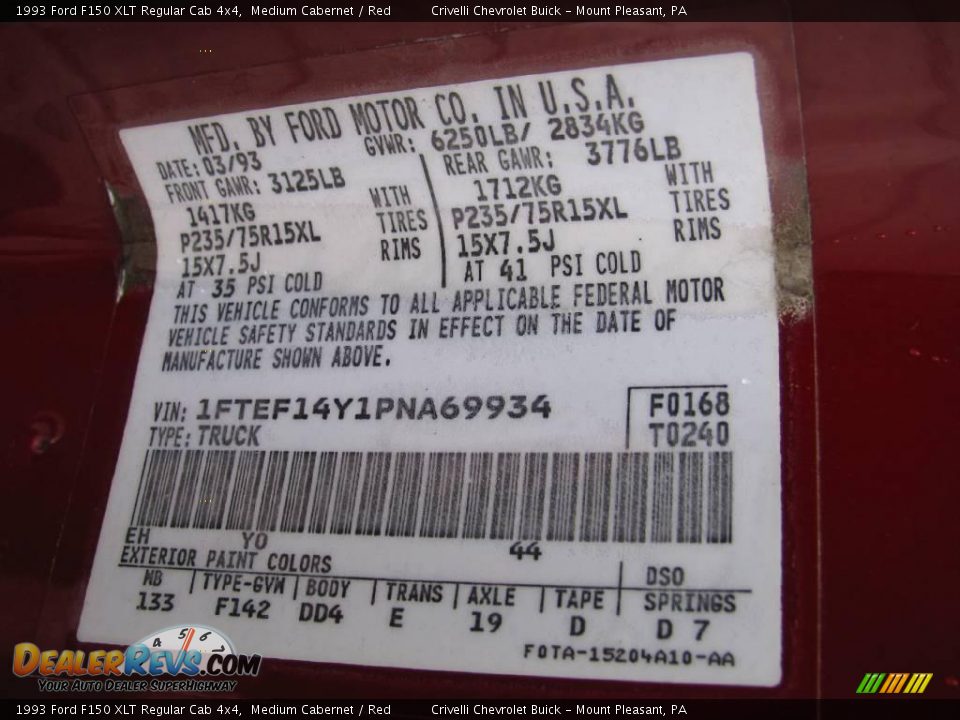 1993 Ford F150 XLT Regular Cab 4x4, Medium Cabernet / Red Crivelli Chevrolet Buick - Mount Pleasant, PA
MFD. BY FORD MOTOR CO. IN U.S.A.
DATE: 03/93 GVWR: 6250LB/ 2834KG
FRONT GAWR: 3125LB REAR GAWR: 3776LB
1417KG WITH 1712KG WITH
P235/75R15XL TIRES P235/75R15XL TIRES
15X7.5J RIMS 15X7.5J RIMS
AT 35 PSI COLD AT 41 PSI COLD
THIS VEHICLE CONFORMS TO ALL APPLICABLE FEDERAL MOTOR
VEHICLE SAFETY STANDARDS IN EFFECT ON THE DATE OF
MANUFACTURE SHOWN ABOVE.
VIN: 1FTEF14Y1PNA69934 F0168
TYPE: TRUCK T0240
EH YO 44
EXTERIOR PAINT COLORS DSO
WB TYPE-GVW BODY TRANS AXLE TAPE SPRINGS
133 F142 DD4 E 19 D D 7
F0TA-15204A10-AA
4 5 6 7
DEALERREVS.COM
Your Auto Dealer SuperHighway
1993 Ford F150 XLT Regular Cab 4x4, Medium Cabernet / Red Crivelli Chevrolet Buick - Mount Pleasant, PA